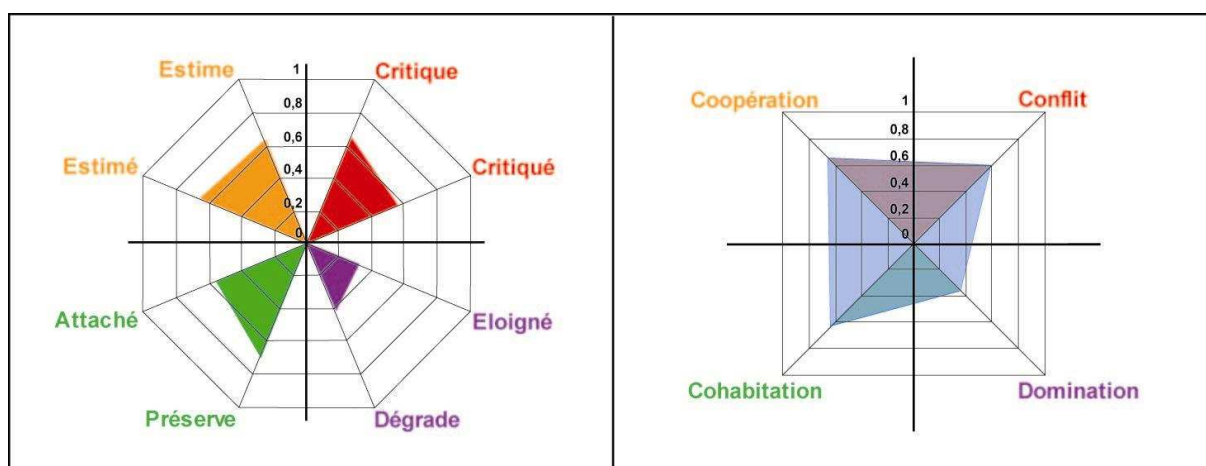 Estime
1
Critique
0,8
0,6
Estimé
Critiqué
0,4
0,2
0
Attaché
Eloigné
Préserve
Dégrade
Coopération
1
Conflit
0,8
0,6
0,4
0,2
0
Cohabitation
Domination